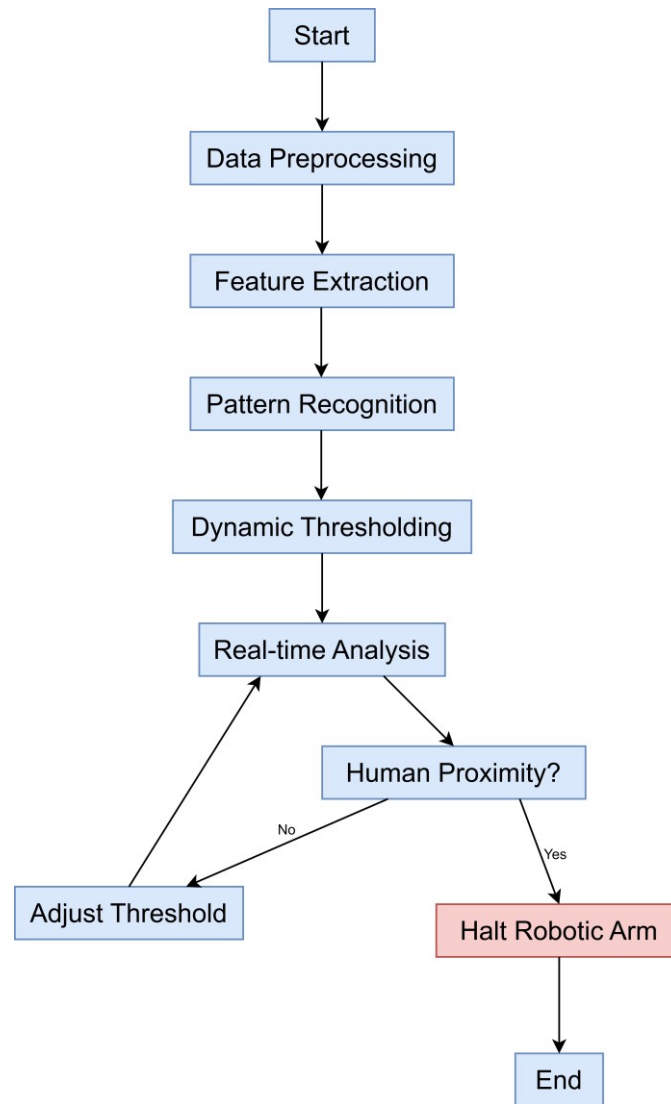 Start
Data Preprocessing
Feature Extraction
Pattern Recognition
Dynamic Thresholding
Real-time Analysis
Human Proximity?
No
Yes
Adjust Threshold
Halt Robotic Arm
End